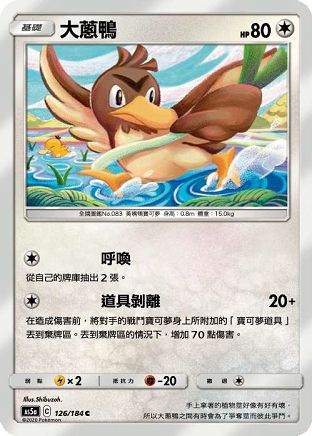 基礎 大蔥鴨 HP 80
全國圖鑑No.083 黃嘴鴨寶可夢 身高：0.8m 體重：15.0kg
呼喚
從自己的牌庫抽出2張。
道具剝離 20+
在造成傷害前，將對手的戰鬥寶可夢身上所附加的「寶可夢道具」
丟到棄牌區。丟到棄牌區的情況下，增加70點傷害。
弱點 ×2 抵抗力 -20 撤退
Illus.Shibuzoh.
126/184 C
©2020 Pokémon
手上拿著的植物莖好像有好有壞，
所以大蔥鴨之間有時會為了爭奪莖而彼此打鬥。